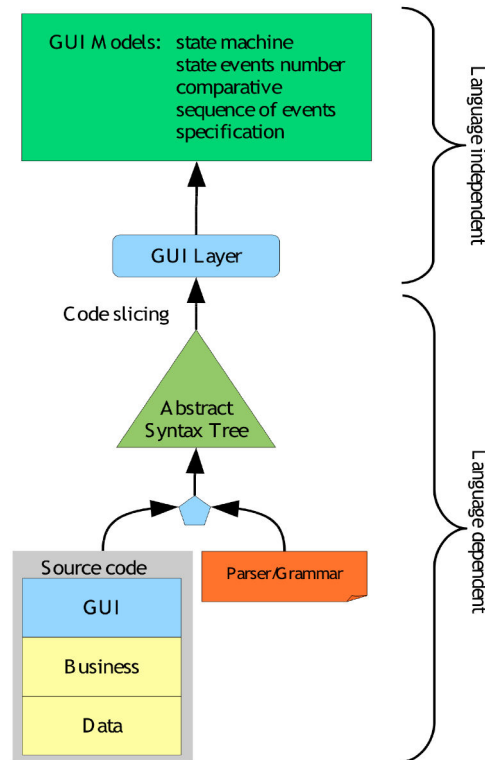 GUI Models: state machine
state events number
comparative
sequence of events
specification
Language independent
GUI Layer
Code slicing
Abstract
Syntax Tree
Language dependent
Source code
Parser/Grammar
GUI
Business
Data